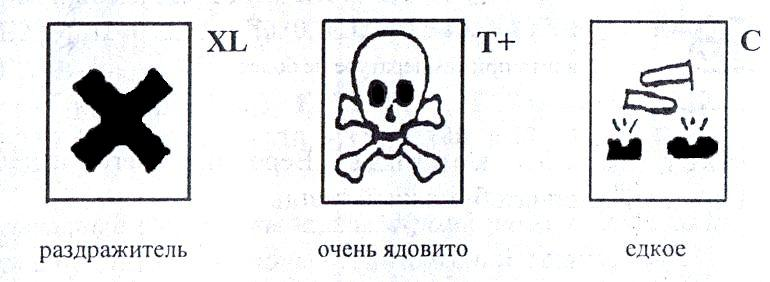 XL
T+
C
раздражитель
очень ядовито
едкое